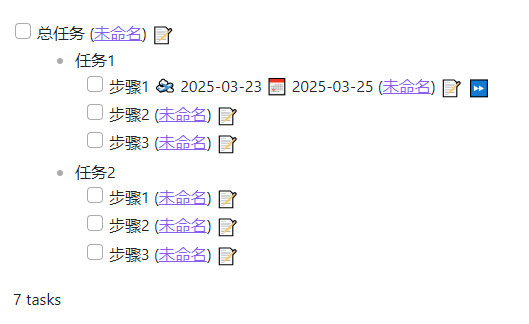 总任务 (未命名) 📝
任务1
步骤1 ⏳ 2025-03-23 📅 2025-03-25 (未命名) 📝 ⏩
步骤2 (未命名) 📝
步骤3 (未命名) 📝
任务2
步骤1 (未命名) 📝
步骤2 (未命名) 📝
步骤3 (未命名) 📝
7 tasks